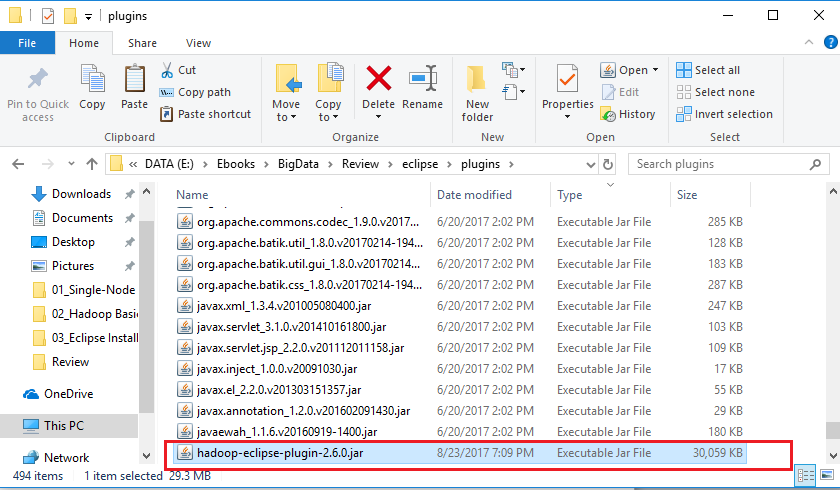 plugins
File Home Share View
Pin to Quick access
Copy
Paste
Cut
Copy path
Paste shortcut
Clipboard
Move to
Copy to
Delete
Rename
Organize
New folder
New
Properties
Open
Edit
History
Open
Select all
Select none
Invert selection
Select
« DATA (E:) > Ebooks > BigData > Review > eclipse > plugins >
Search plugins
Downloads
Documents
Desktop
Pictures
01_Single-Node
02_Hadoop Basic
03_Eclipse Install
Review
OneDrive
This PC
Network
Name Date modified Type Size
org.apache.commons.codec_1.9.0.v2017... 6/20/2017 2:02 PM Executable Jar File 285 KB
org.apache.batik.util_1.8.0.v20170214-194... 6/20/2017 2:02 PM Executable Jar File 128 KB
org.apache.batik.util.gui_1.8.0.v20170214... 6/20/2017 2:02 PM Executable Jar File 183 KB
org.apache.batik.css_1.8.0.v20170214-194... 6/20/2017 2:02 PM Executable Jar File 287 KB
javax.xml_1.3.4.v201005080400.jar 6/20/2017 2:02 PM Executable Jar File 247 KB
javax.servlet_3.1.0.v201410161800.jar 6/20/2017 2:02 PM Executable Jar File 103 KB
javax.servlet.jsp_2.2.0.v201112011158.jar 6/20/2017 2:02 PM Executable Jar File 109 KB
javax.inject_1.0.0.v20091030.jar 6/20/2017 2:02 PM Executable Jar File 17 KB
javax.el_2.2.0.v201303151357.jar 6/20/2017 2:02 PM Executable Jar File 55 KB
javax.annotation_1.2.0.v201602091430.jar 6/20/2017 2:02 PM Executable Jar File 29 KB
javaewah_1.1.6.v20160919-1400.jar 6/20/2017 2:02 PM Executable Jar File 180 KB
hadoop-eclipse-plugin-2.6.0.jar 8/23/2017 7:09 PM Executable Jar File 30,059 KB
494 items 1 item selected 29.3 MB